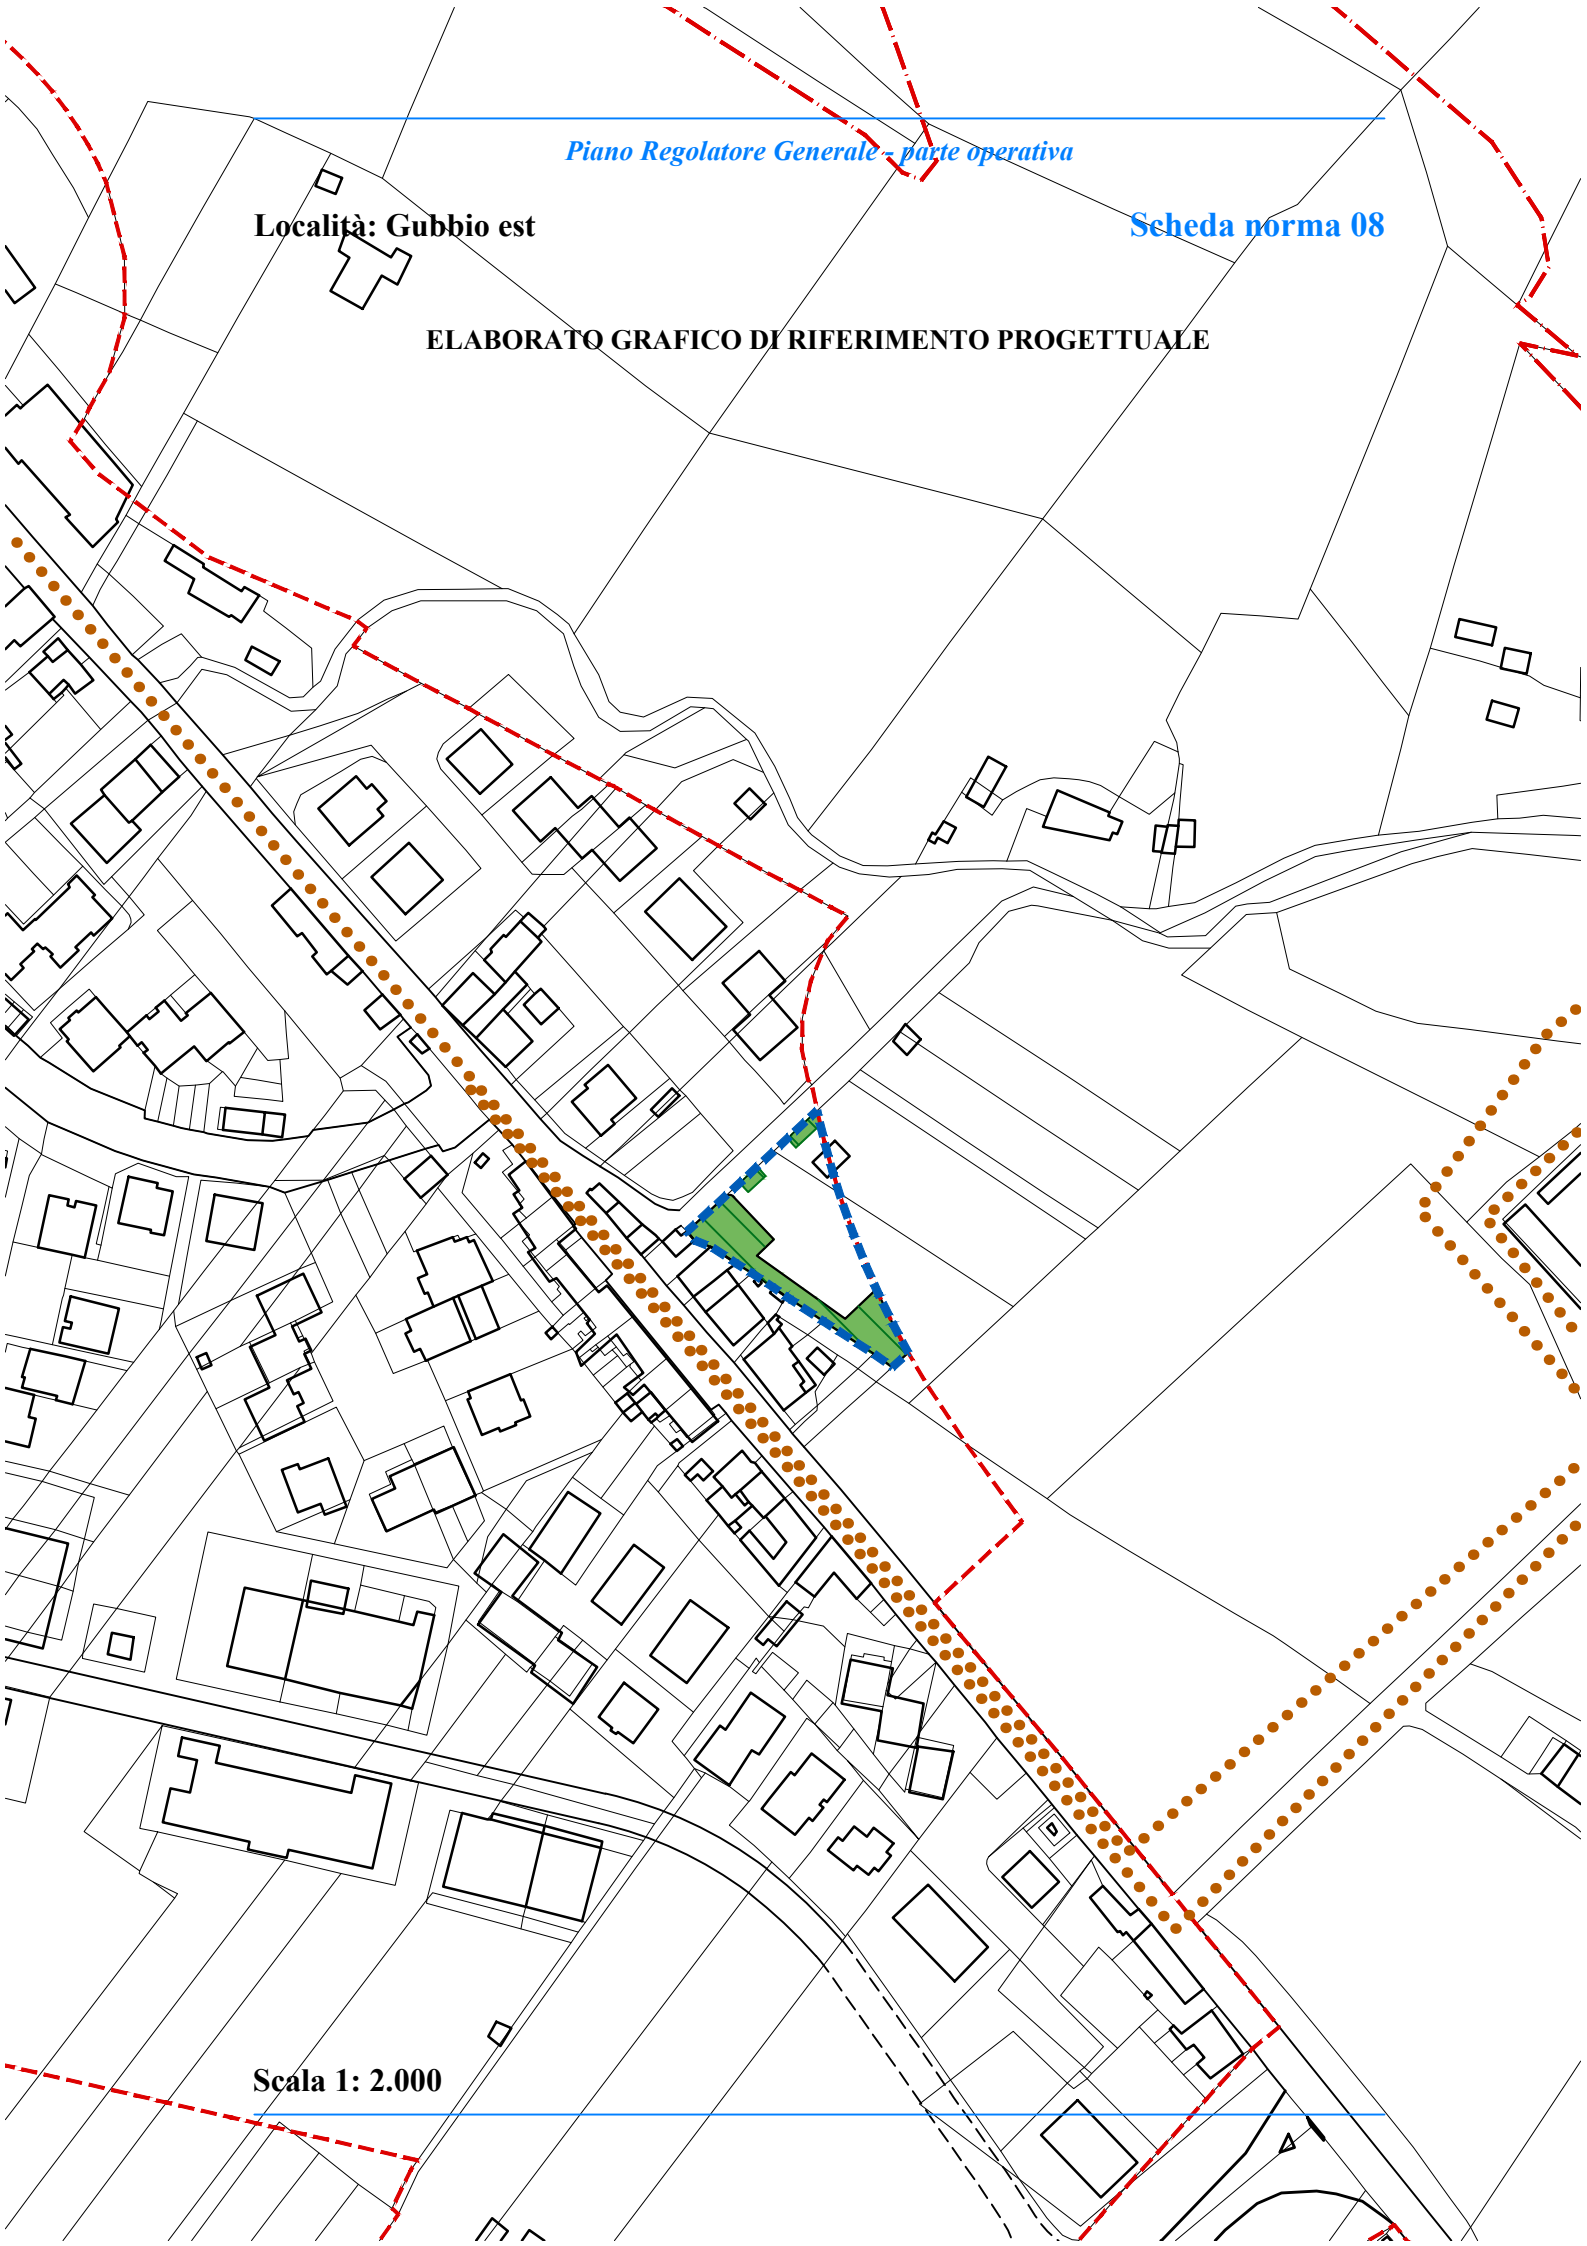 Piano Regolatore Generale - parte operativa
Località: Gubbio est
Scheda norma 08
ELABORATO GRAFICO DI RIFERIMENTO PROGETTUALE
Scala 1: 2.000